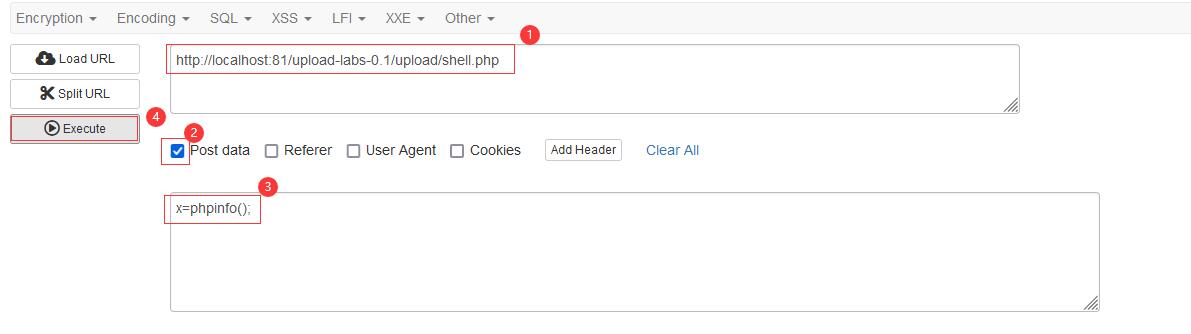 Encryption Encoding SQL XSS LFI XXE Other
1
Load URL
http://localhost:81/upload-labs-0.1/upload/shell.php
Split URL
4
Execute
2
Post data Referer User Agent Cookies Add Header Clear All
3
x=phpinfo();